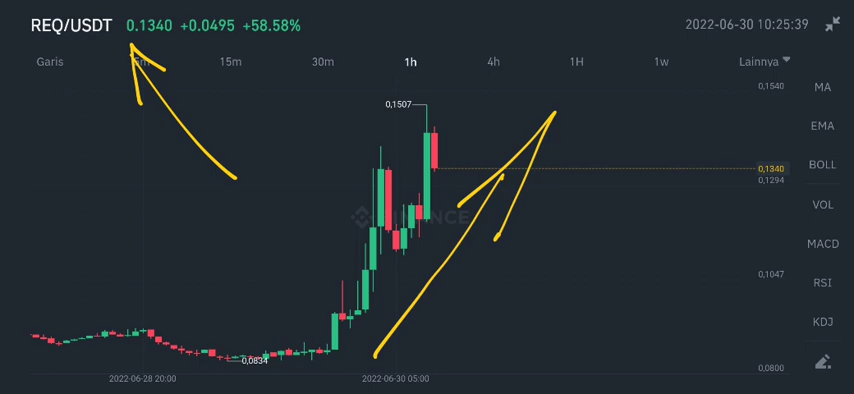 REQ/USDT 0.1340 +0.0495 +58.58% 2022-06-30 10:25:39
Garis 5m 15m 30m 1h 4h 1H 1w Lainnya
0,1540
MA
0,1507
EMA
BOLL
0,1340
0,1294
VOL
BINANCE
MACD
0,1047
RSI
KDJ
0,0834
0,0800
2022-06-28 20:00 2022-06-30 05:00